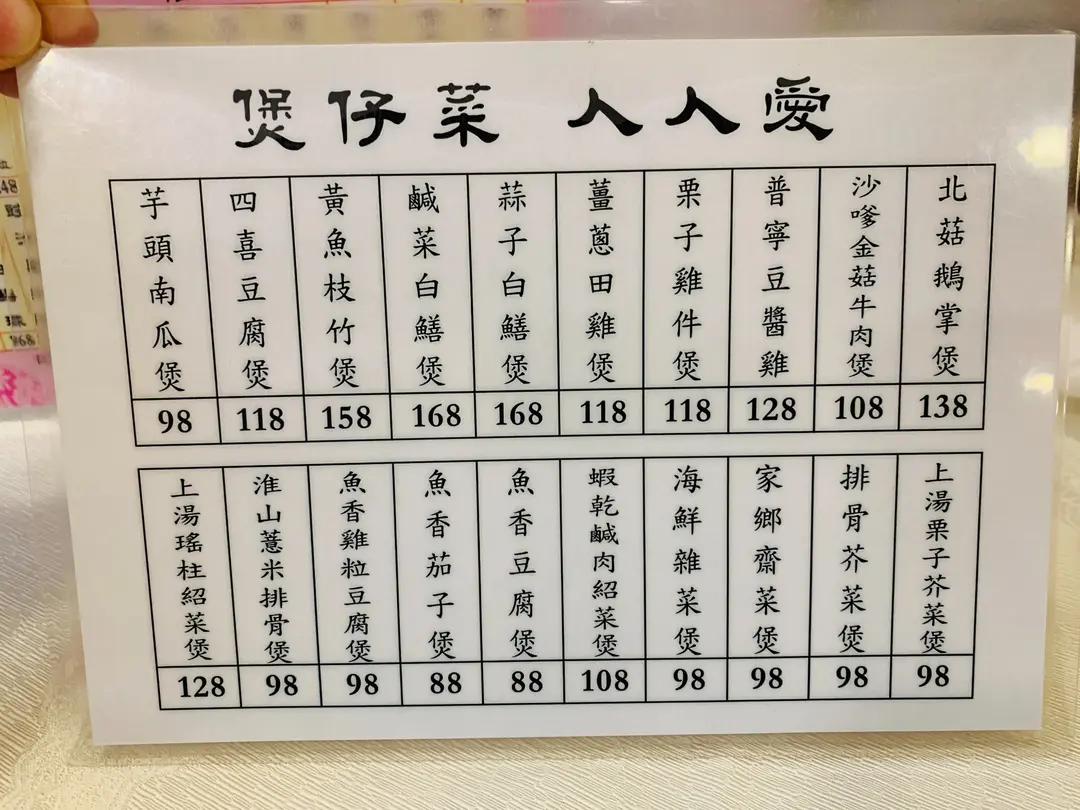 煲仔菜 人人愛
北菇鵝掌煲
138
沙嗲金菇牛肉煲
108
普寧豆醬雞
128
栗子雞件煲
118
薑蔥田雞煲
118
蒜子白鱔煲
168
鹹菜白鱔煲
168
黃魚枝竹煲
158
四喜豆腐煲
118
芋頭南瓜煲
98
上湯栗子芥菜煲
98
排骨芥菜煲
98
家鄉齋菜煲
98
海鮮雜菜煲
98
蝦乾鹹肉紹菜煲
108
魚香豆腐煲
88
魚香茄子煲
88
魚香雞粒豆腐煲
98
淮山薏米排骨煲
98
上湯瑤柱紹菜煲
128